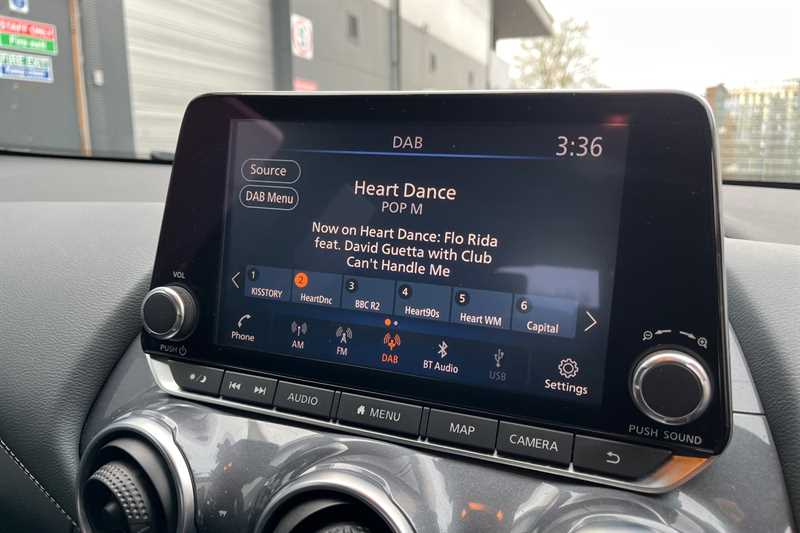 STAFF ONLY
FIRE EXIT
DAB
3:36
Source
DAB Menu
Heart Dance
POP M
Now on Heart Dance: Flo Rida
feat. David Guetta with Club
Can't Handle Me
1 2 3 4 5 6
KISSTORY HeartDnc BBC R2 Heart90s Heart WM Capital
Phone AM FM DAB BT Audio USB Settings
VOL
PUSH
AUDIO MENU MAP CAMERA
PUSH SOUND